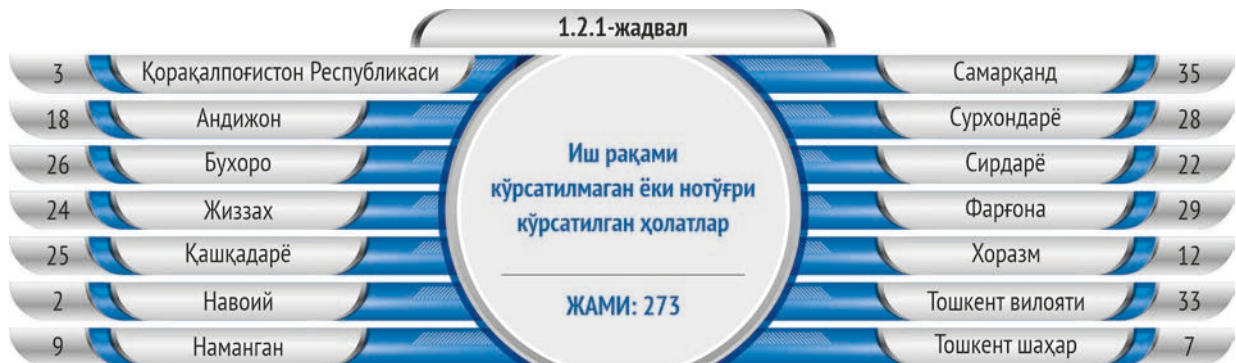 1.2.1-жадвал
3 Қорақалпоғистон Республикаси
18 Андижон
26 Бухоро
24 Жиззах
25 Қашқадарё
2 Навоий
9 Наманган
Иш рақами
кўрсатилмаган ёки нотўғри
кўрсатилган ҳолатлар
ЖАМИ: 273
Самарқанд 35
Сурхондарё 28
Сирдарё 22
Фарғона 29
Хоразм 12
Тошкент вилояти 33
Тошкент шаҳар 7